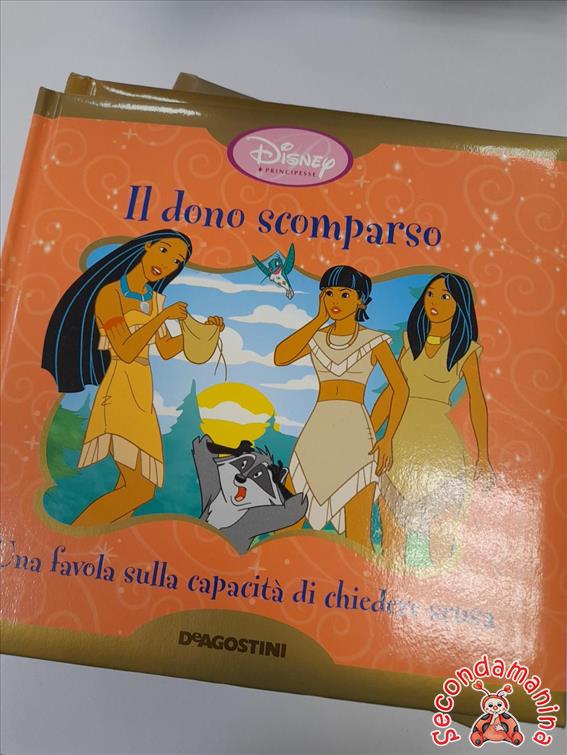 Disney
PRINCIPESSE
Il dono scomparso
Una favola sulla capacità di chiedere scusa
DeAGOSTINI
secondamanina